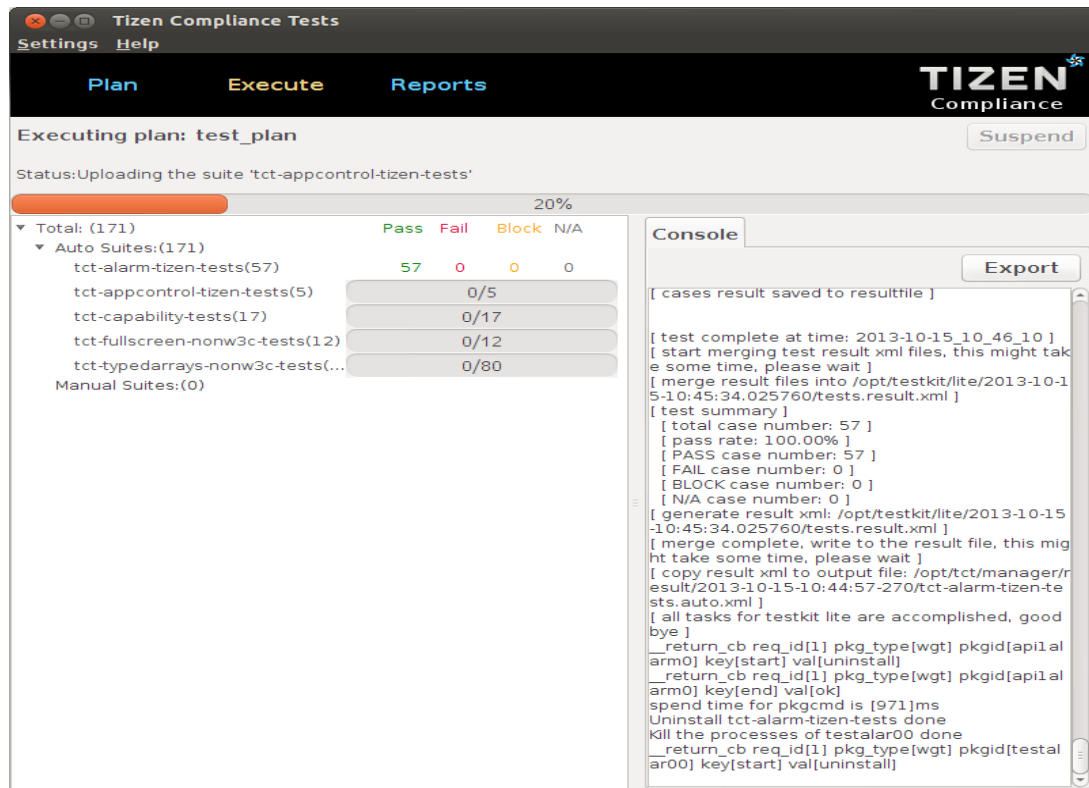 Tizen Compliance Tests
Settings Help
Plan Execute Reports
TIZEN
Compliance
Executing plan: test_plan
Suspend
Status:Uploading the suite 'tct-appcontrol-tizen-tests'
20%
Total: (171) Pass Fail Block N/A
Auto Suites:(171)
tct-alarm-tizen-tests(57) 57 0 0 0
tct-appcontrol-tizen-tests(5) 0/5
tct-capability-tests(17) 0/17
tct-fullscreen-nonw3c-tests(12) 0/12
tct-typedarrays-nonw3c-tests(... 0/80
Manual Suites:(0)
Console
Export
[ cases result saved to resultfile ]
[ test complete at time: 2013-10-15_10_46_10 ]
[ start merging test result xml files, this might tak
e some time, please wait ]
[ merge result files into /opt/testkit/lite/2013-10-1
5-10:45:34.025760/tests.result.xml ]
[ test summary ]
[ total case number: 57 ]
[ pass rate: 100.00% ]
[ PASS case number: 57 ]
[ FAIL case number: 0 ]
[ BLOCK case number: 0 ]
[ N/A case number: 0 ]
[ generate result xml: /opt/testkit/lite/2013-10-15
-10:45:34.025760/tests.result.xml ]
[ merge complete, write to the result file, this mig
ht take some time, please wait ]
[ copy result xml to output file: /opt/tct/manager/r
esult/2013-10-15-10:44:57-270/tct-alarm-tizen-te
sts.auto.xml ]
[ all tasks for testkit lite are accomplished, good
bye ]
__return_cb req_id[1] pkg_type[wgt] pkgid[api1al
arm0] key[start] val[uninstall]
__return_cb req_id[1] pkg_type[wgt] pkgid[api1al
arm0] key[end] val[ok]
spend time for pkgcmd is [971]ms
Uninstall tct-alarm-tizen-tests done
Kill the processes of testalar00 done
__return_cb req_id[1] pkg_type[wgt] pkgid[testal
ar00] key[start] val[uninstall]